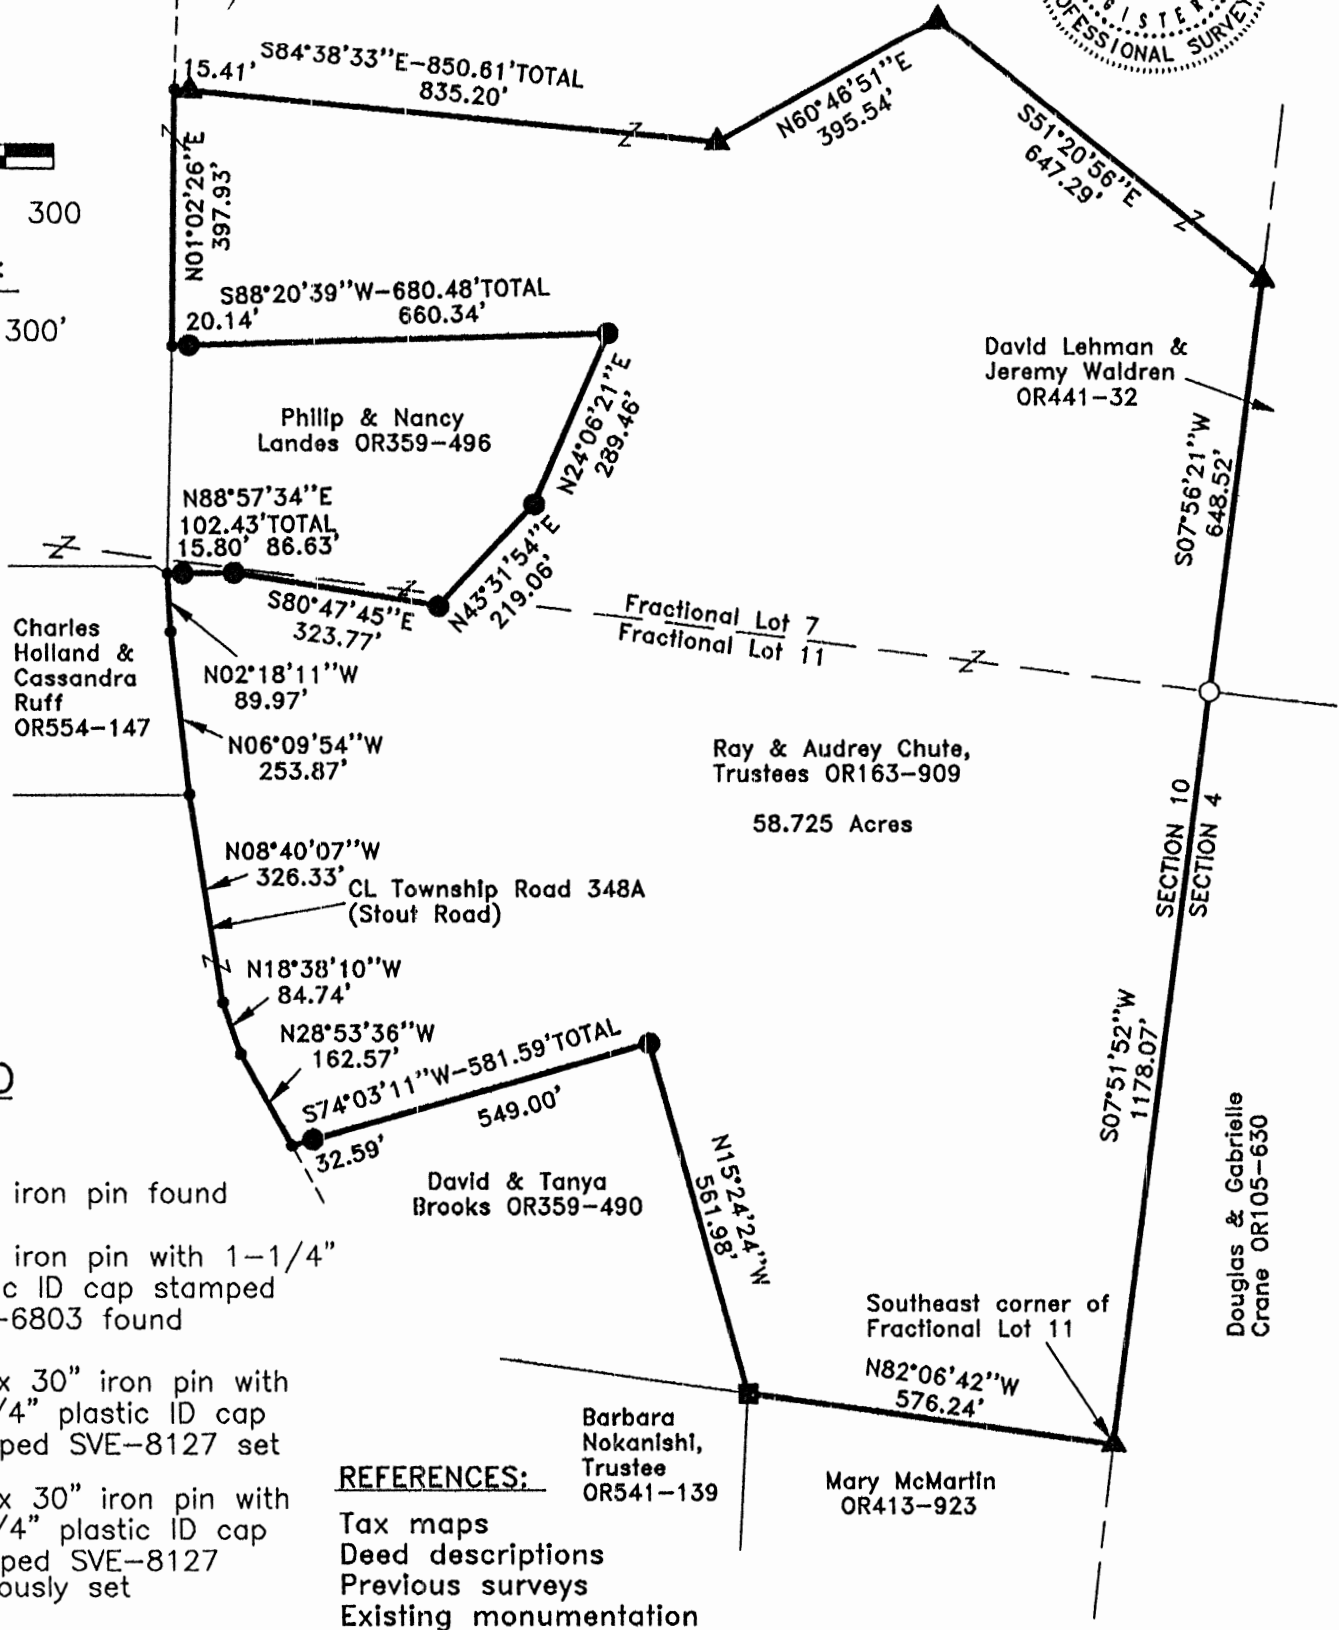 GISTER
OFESSIONAL SURVEY
S84°38'33"E-850.61'TOTAL
15.41'
835.20'
N60°46'51"E
395.54'
S51°20'56"E
647.29'
N01°02'26"E
397.93'
300
300'
S88°20'39"W-680.48'TOTAL
20.14'
660.34'
David Lehman &
Jeremy Waldren
OR441-32
Philip & Nancy
Landes OR359-496
N24°06'21"E
289.46'
S07°56'21"W
648.52'
N88°57'34"E
102.43'TOTAL
15.80' 86.63'
N43°31'54"E
219.06'
S80°47'45"E
323.77'
Fractional Lot 7
Fractional Lot 11
Charles
Holland &
Cassandra
Ruff
OR554-147
N02°18'11"W
89.97'
N06°09'54"W
253.87'
Ray & Audrey Chute,
Trustees OR163-909
58.725 Acres
SECTION 10
SECTION 4
N08°40'07"W
326.33'
CL Township Road 348A
(Stout Road)
N18°38'10"W
84.74'
N28°53'36"W
162.57'
S74°03'11"W-581.59'TOTAL
549.00'
32.59'
S07°51'52"W
1178.07'
David & Tanya
Brooks OR359-490
N15°24'24"W
561.98'
Douglas & Gabrielle
Crane OR105-630
D
iron pin found
iron pin with 1-1/4"
c ID cap stamped
-6803 found
x 30" iron pin with
/4" plastic ID cap
ped SVE-8127 set
x 30" iron pin with
/4" plastic ID cap
ped SVE-8127
ously set
Southeast corner of
Fractional Lot 11
N82°06'42"W
576.24'
Barbara
Nokanishi,
Trustee
OR541-139
Mary McMartin
OR413-923
REFERENCES:
Tax maps
Deed descriptions
Previous surveys
Existing monumentation